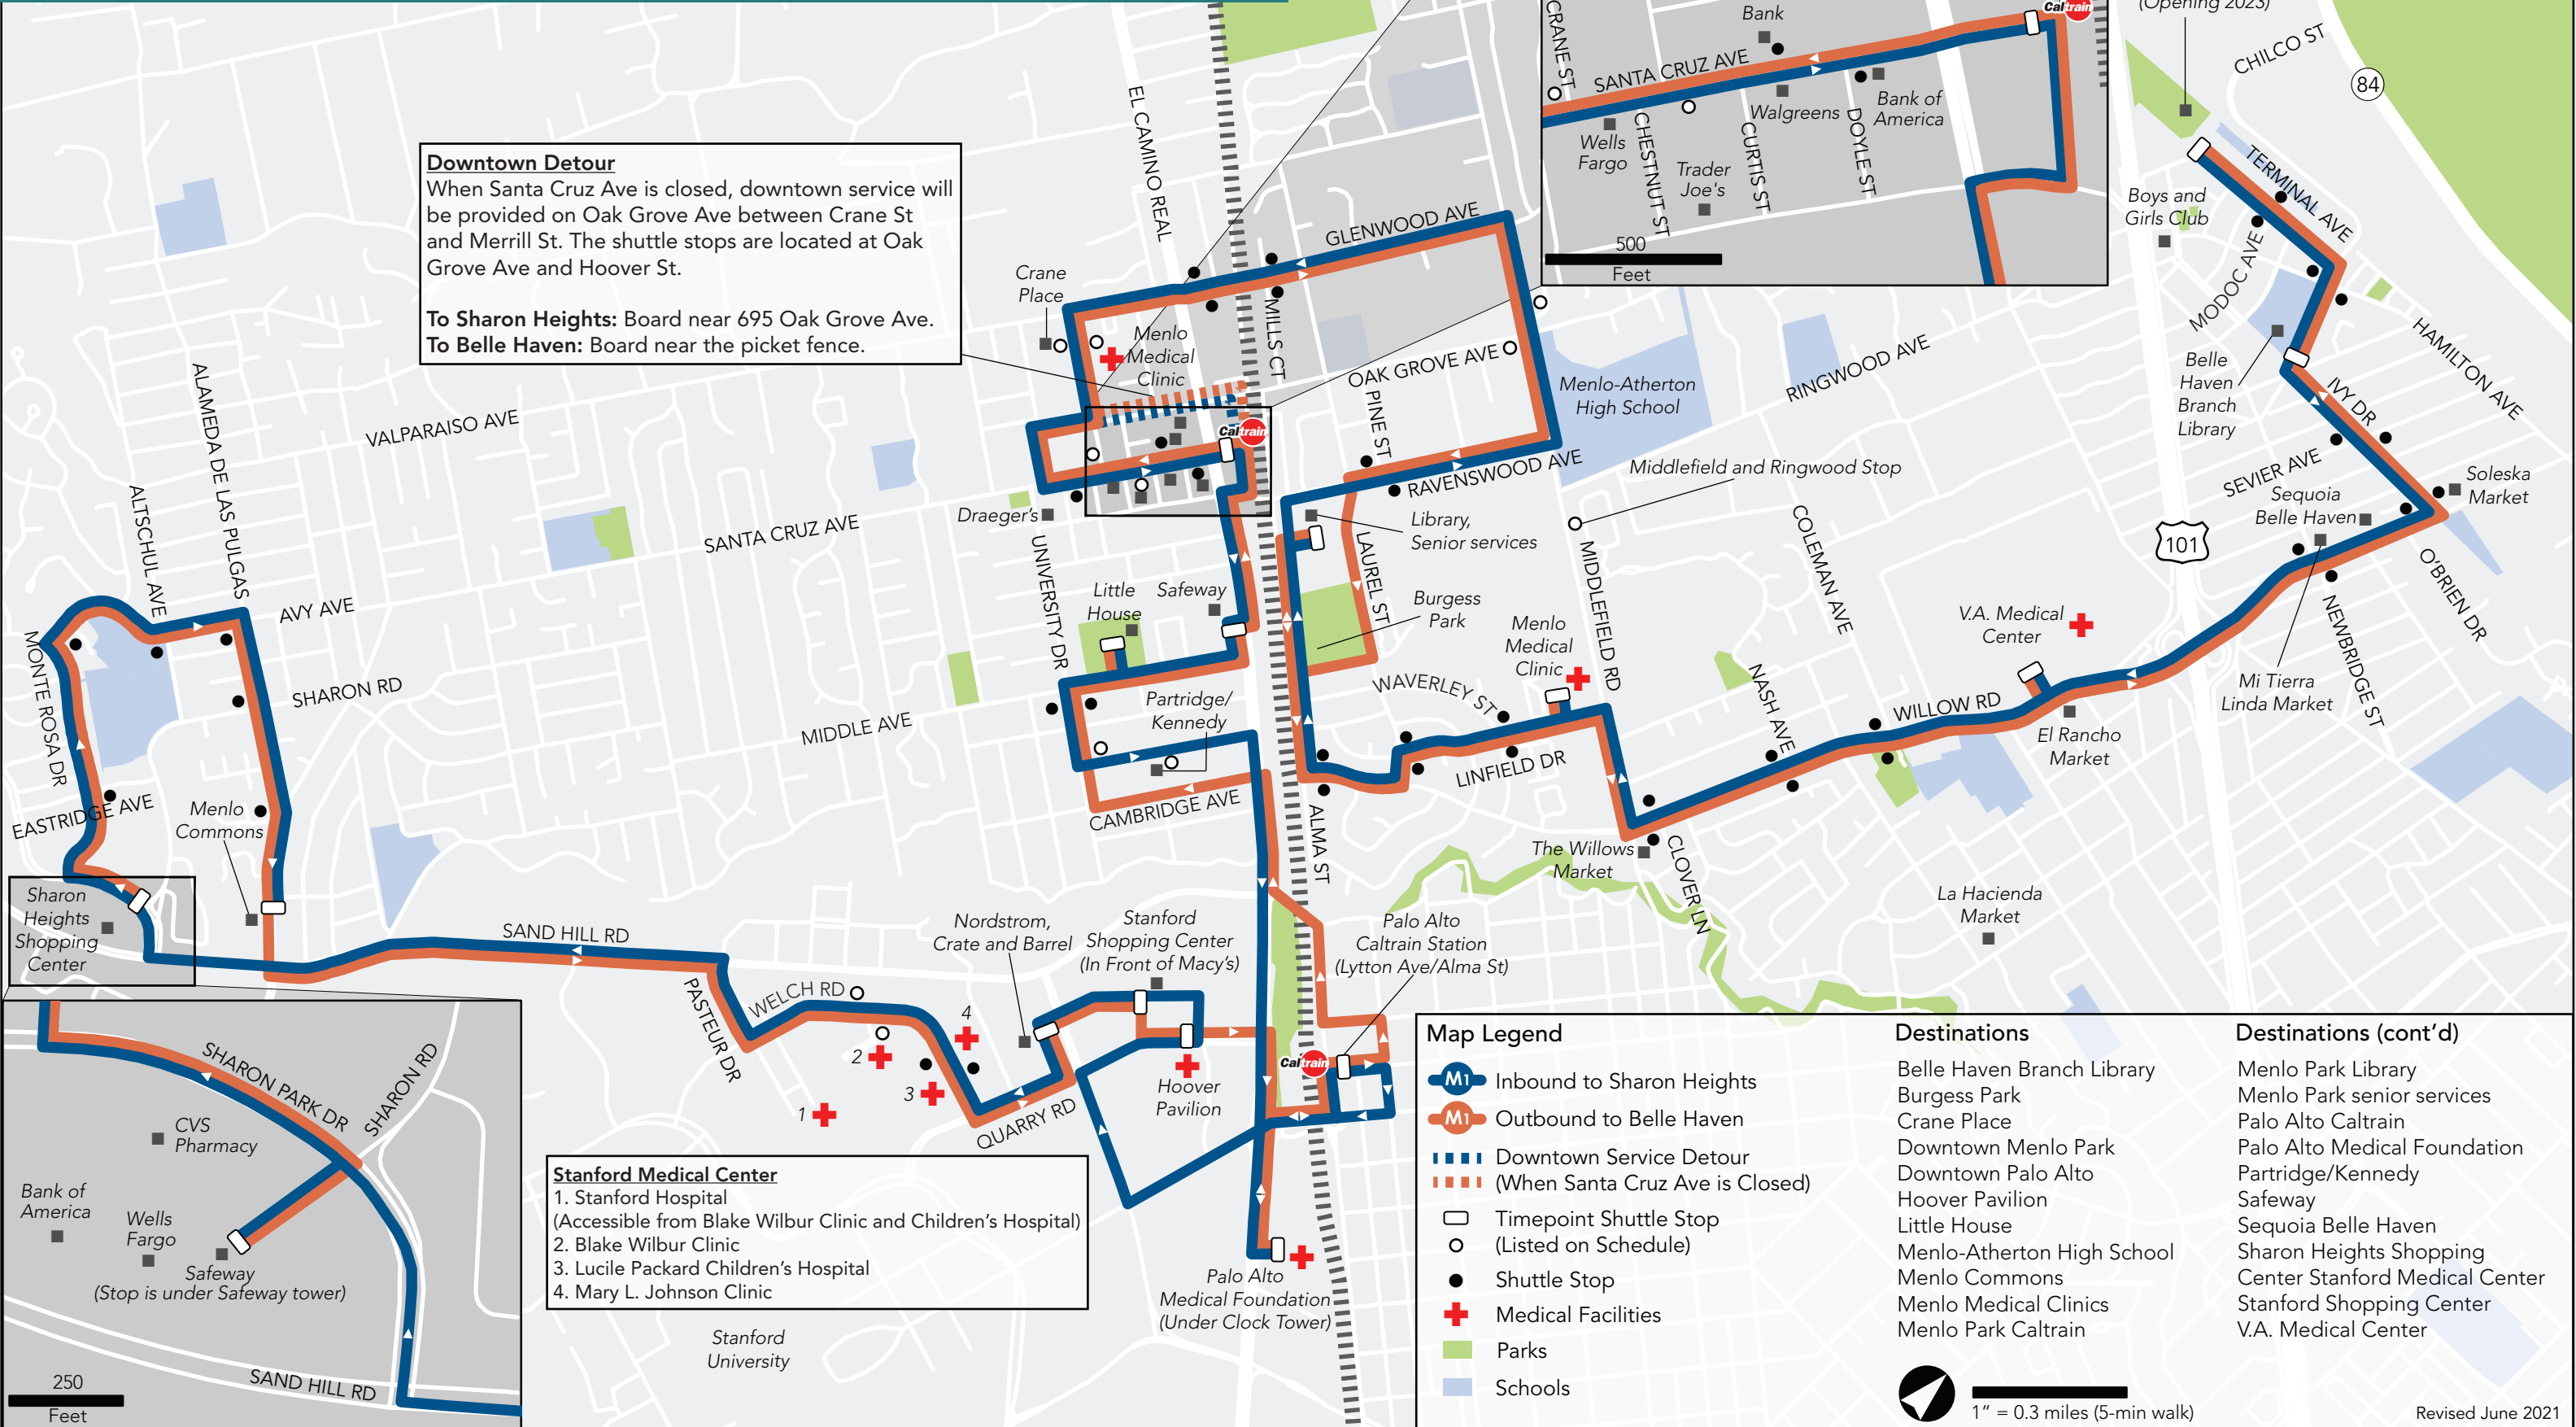 (Opening 2023)
CHILCO ST
84
Caltrain
Bank
CRANE ST
SANTA CRUZ AVE
Walgreens
Bank of
America
Wells
Fargo
CHESTNUT ST
Trader
Joe's
CURTIS ST
DOYLE ST
500
Feet
TERMINAL AVE
Boys and
Girls Club
MODOC AVE
HAMILTON AVE
Belle
Haven
Branch
Library
IVY DR
SEVIER AVE
Soleska
Market
Sequoia
Belle Haven
101
O'BRIEN DR
NEWBRIDGE ST
Mi Tierra
Linda Market
V.A. Medical
Center
WILLOW RD
El Rancho
Market
Downtown Detour
When Santa Cruz Ave is closed, downtown service will
be provided on Oak Grove Ave between Crane St
and Merrill St. The shuttle stops are located at Oak
Grove Ave and Hoover St.
To Sharon Heights: Board near 695 Oak Grove Ave.
To Belle Haven: Board near the picket fence.
EL CAMINO REAL
GLENWOOD AVE
Crane
Place
Menlo
Medical
Clinic
MILLS CT
OAK GROVE AVE
PINE ST
Menlo-Atherton
High School
RINGWOOD AVE
RAVENSWOOD AVE
Middlefield and Ringwood Stop
Caltrain
Draeger's
Library,
Senior services
UNIVERSITY DR
Little
House
Safeway
LAUREL ST
Burgess
Park
MIDDLEFIELD RD
COLEMAN AVE
Menlo
Medical
Clinic
WAVERLEY ST
NASH AVE
LINFIELD DR
Partridge/
Kennedy
CAMBRIDGE AVE
ALMA ST
The Willows
Market
CLOVER LN
La Hacienda
Market
ALAMEDA DE LAS PULGAS
VALPARAISO AVE
ALTSCHUL AVE
SANTA CRUZ AVE
AVY AVE
MONTE ROSA DR
SHARON RD
MIDDLE AVE
EASTRIDGE AVE
Menlo
Commons
Sharon
Heights
Shopping
Center
SAND HILL RD
Nordstrom,
Crate and Barrel
Stanford
Shopping Center
(In Front of Macy's)
Palo Alto
Caltrain Station
(Lytton Ave/Alma St)
PASTEUR DR
WELCH RD
4
2
3
1
QUARRY RD
Hoover
Pavilion
Caltrain
SHARON PARK DR
SHARON RD
CVS
Pharmacy
Bank of
America
Wells
Fargo
Safeway
(Stop is under Safeway tower)
SAND HILL RD
250
Feet
Stanford Medical Center
1. Stanford Hospital
(Accessible from Blake Wilbur Clinic and Children's Hospital)
2. Blake Wilbur Clinic
3. Lucile Packard Children's Hospital
4. Mary L. Johnson Clinic
Stanford
University
Palo Alto
Medical Foundation
(Under Clock Tower)
Map Legend
M1 Inbound to Sharon Heights
M1 Outbound to Belle Haven
Downtown Service Detour
(When Santa Cruz Ave is Closed)
Timepoint Shuttle Stop
(Listed on Schedule)
Shuttle Stop
Medical Facilities
Parks
Schools
Destinations
Belle Haven Branch Library
Burgess Park
Crane Place
Downtown Menlo Park
Downtown Palo Alto
Hoover Pavilion
Little House
Menlo-Atherton High School
Menlo Commons
Menlo Medical Clinics
Menlo Park Caltrain
Destinations (cont'd)
Menlo Park Library
Menlo Park senior services
Palo Alto Caltrain
Palo Alto Medical Foundation
Partridge/Kennedy
Safeway
Sequoia Belle Haven
Sharon Heights Shopping
Center Stanford Medical Center
Stanford Shopping Center
V.A. Medical Center
1" = 0.3 miles (5-min walk)
Revised June 2021